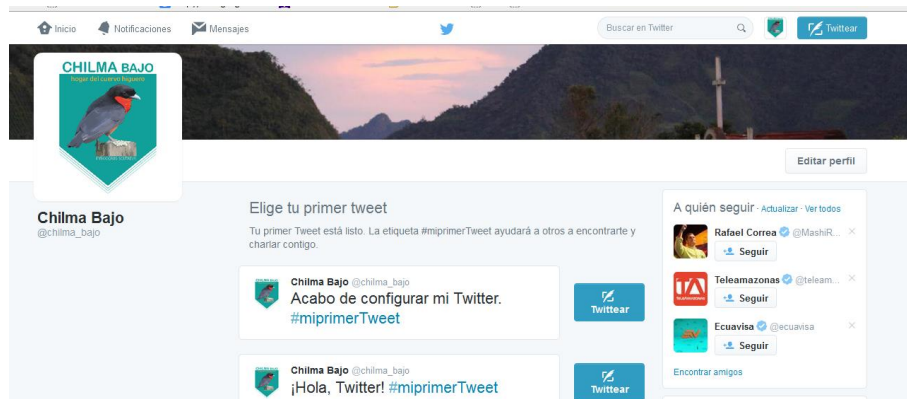 Inicio Notificaciones Mensajes Buscar en Twitter Twittear
CHILMA BAJO
hogar del cuervo higuero
Editar perfil
Chilma Bajo
@chilma_bajo
Elige tu primer tweet
Tu primer Tweet está listo. La etiqueta #miprimerTweet ayudará a otros a encontrarte y
charlar contigo.
Chilma Bajo @chilma_bajo
Acabo de configurar mi Twitter.
#miprimerTweet
Twittear
Chilma Bajo @chilma_bajo
¡Hola, Twitter! #miprimerTweet
Twittear
A quién seguir · Actualizar · Ver todos
Rafael Correa @MashiR...
Seguir
Teleamazonas @teleam...
Seguir
Ecuavisa @ecuavisa
Seguir
Encontrar amigos